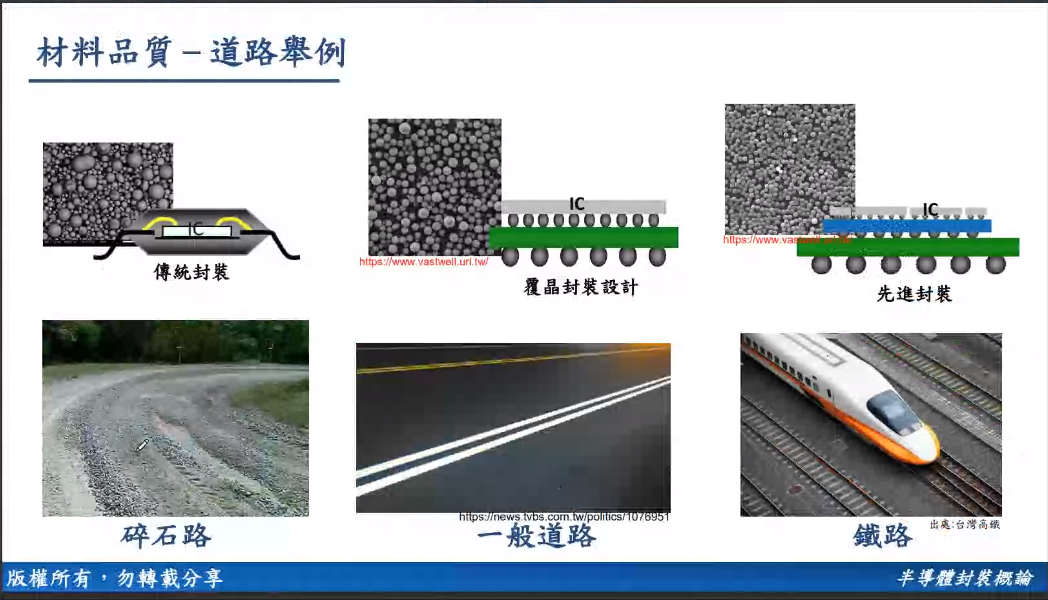 材料品質 – 道路舉例
IC
傳統封裝
IC
https://www.vastwell.url.tw/
覆晶封裝設計
IC
https://www.vastwell.url.tw/
先進封裝
碎石路
https://news.tvbs.com.tw/politics/1076951
一般道路
出處:台灣高鐵
鐵路
版權所有，勿轉載分享
半導體封裝概論